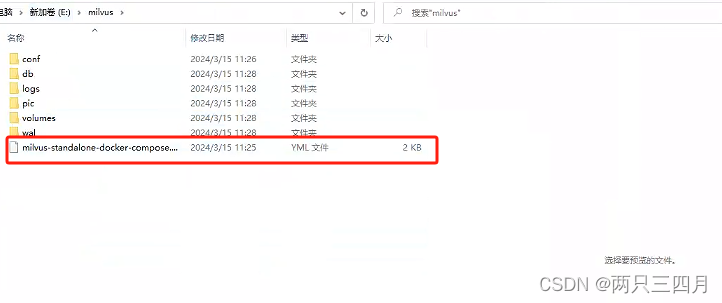 电脑 > 新加卷 (E:) > milvus
搜索"milvus"
名称 修改日期 类型 大小
conf 2024/3/15 11:26 文件夹
db 2024/3/15 11:28 文件夹
logs 2024/3/15 11:28 文件夹
pic 2024/3/15 11:28 文件夹
volumes 2024/3/15 11:28 文件夹
wal 2024/3/15 11:28 文件夹
milvus-standalone-docker-compose.... 2024/3/15 11:25 YML 文件 2 KB
选择要预览的文件。
CSDN @两只三四月